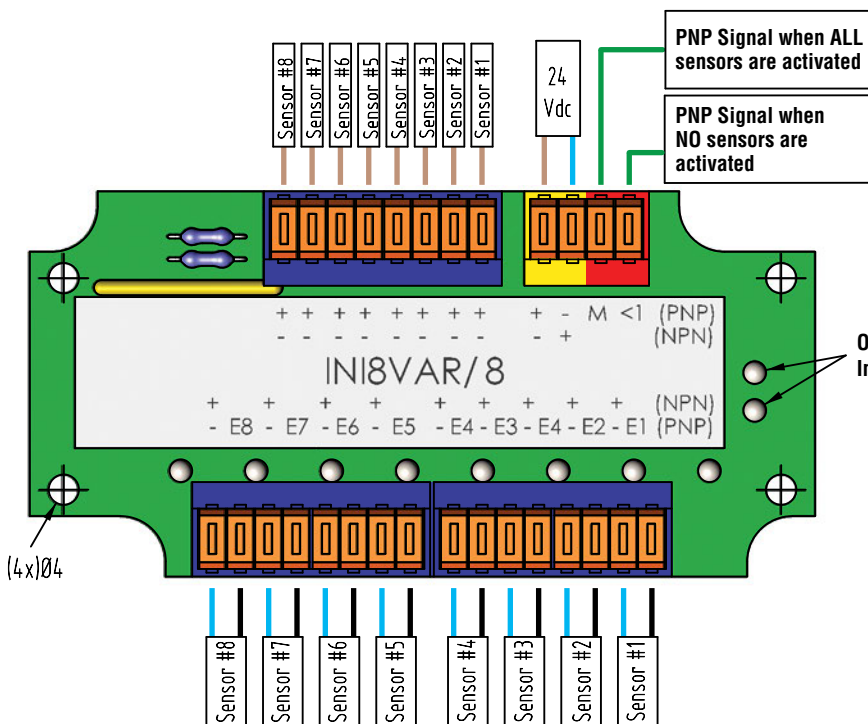 Sensor #8
Sensor #7
Sensor #6
Sensor #5
Sensor #4
Sensor #3
Sensor #2
Sensor #1
24
Vdc
PNP Signal when ALL
sensors are activated
PNP Signal when
NO sensors are
activated
+ + + + + + + + + - M <1 (PNP)
- - - - - - - - - + (NPN)
INI8VAR/8
+ + + + + + + + + (NPN)
- E8 - E7 - E6 - E5 - E4 - E3 - E4 - E2 - E1 (PNP)
O
In
(4x)Ø4
Sensor #8
Sensor #7
Sensor #6
Sensor #5
Sensor #4
Sensor #3
Sensor #2
Sensor #1